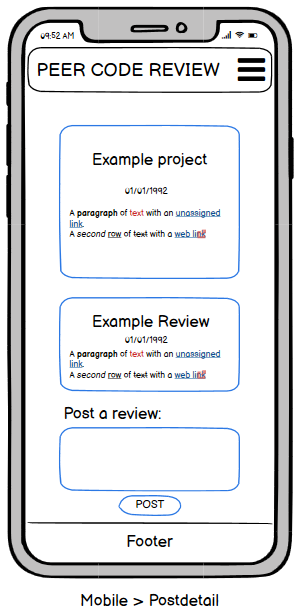 09:52 AM
PEER CODE REVIEW
Example project
01/01/1992
A paragraph of text with an unassigned
link.
A second row of text with a web link
Example Review
01/01/1992
A paragraph of text with an unassigned
link.
A second row of text with a web link
Post a review:
POST
Footer
Mobile > Postdetail